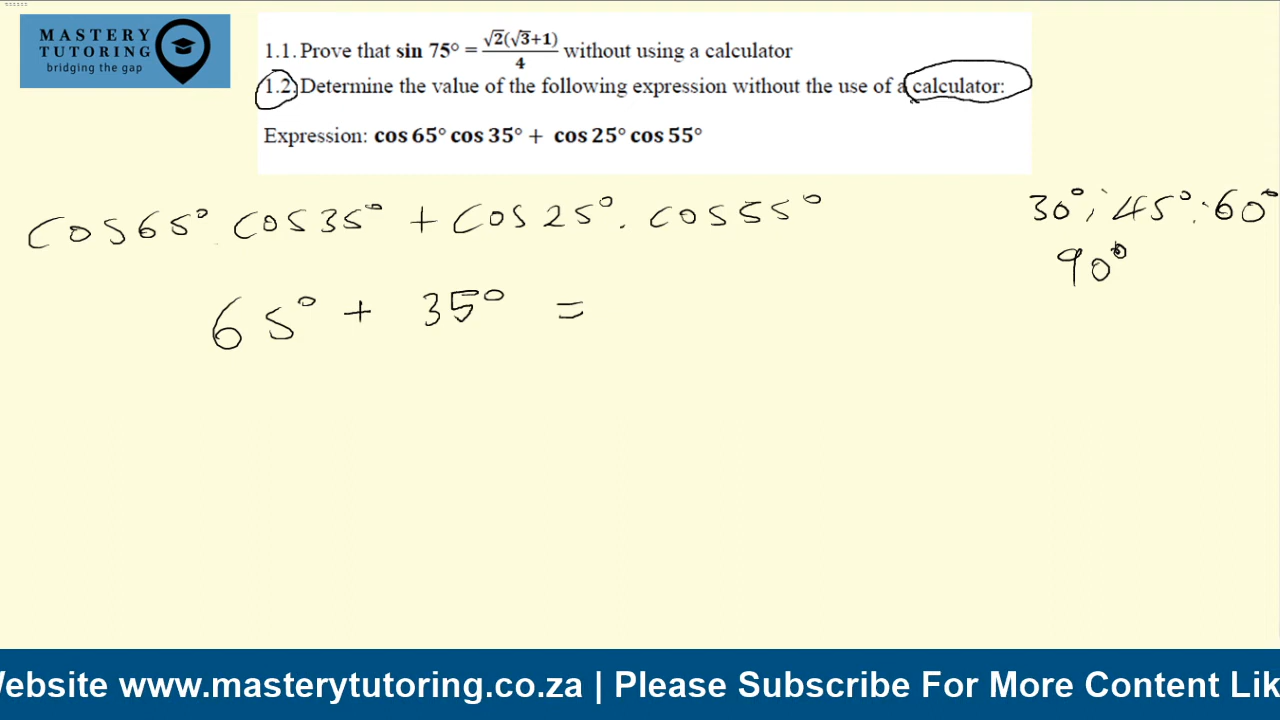 MASTERY
TUTORING
bridging the gap
1.1. Prove that sin 75° = √2(√3+1)/4 without using a calculator
1.2. Determine the value of the following expression without the use of a calculator:
Expression: cos 65° cos 35° + cos 25° cos 55°
cos65°.cos35° + cos25°.cos55°
30°; 45°; 60°
90°
65° + 35° =
Website www.masterytutoring.co.za | Please Subscribe For More Content Lik